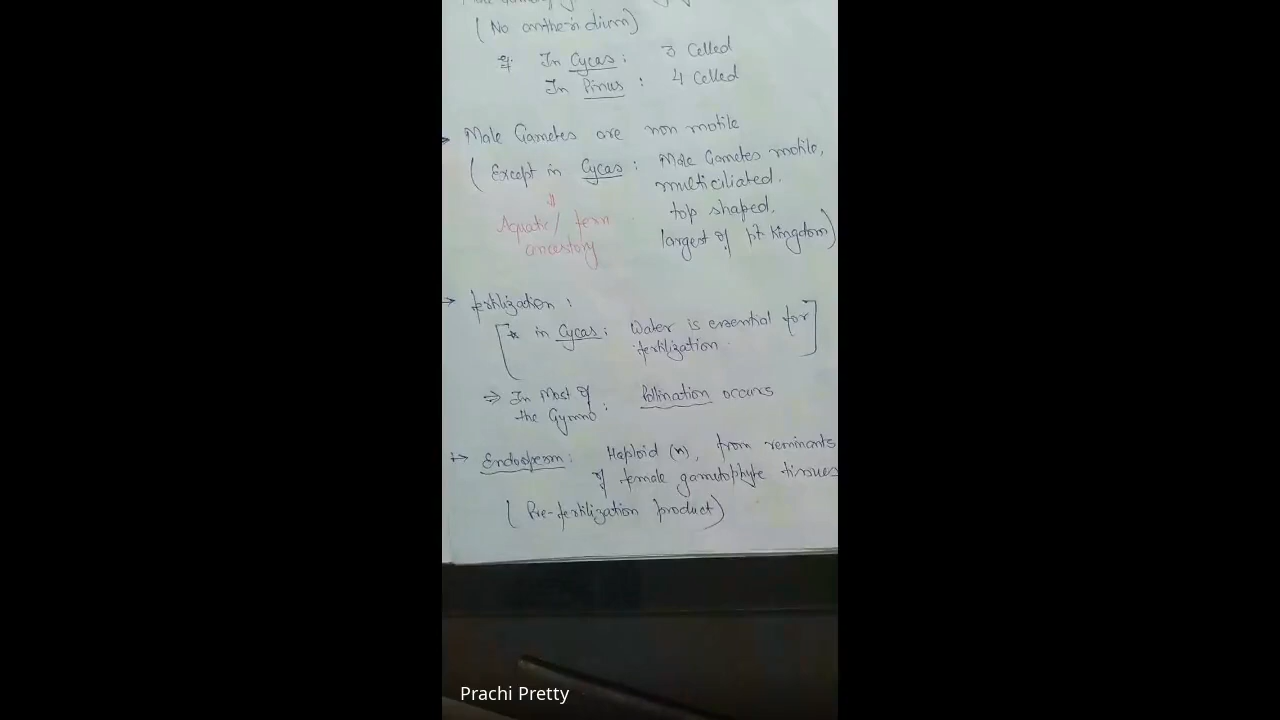 (No antheridium)
* In Cycas: 3 Celled
In Pinus: 4 Celled
Male Gametes are non motile
(Except in Cycas: Male Gametes motile,
multiciliated.
top shaped,
largest of pt kingdom)
⇓
Aquatic/ fern
ancestory
→ fertilization:
[* in Cycas: Water is essential for
fertilization]
⇒ In Most of
the Gymno: Pollination occurs
Endosperm: Haploid (n), from reminants
of female gametophyte tissues
(Pre-fertilization product)
Prachi Pretty